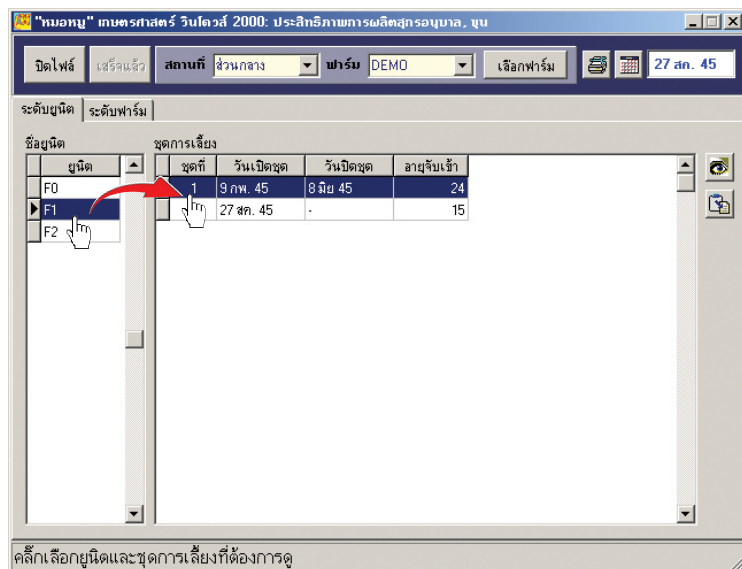 "หมอหมู" เกษตรศาสตร์ วินโดวส์ 2000: ประสิทธิภาพการผลิตสุกรอนุบาล, ขุน
ปิดไฟล์ เสร็จแล้ว สถานที่ ส่วนกลาง ฟาร์ม DEMO เลือกฟาร์ม 27 สค. 45
ระดับยูนิต ระดับฟาร์ม
ชื่อยูนิต ชุดการเลี้ยง
ยูนิต ชุดที่ วันเปิดชุด วันปิดชุด อายุจับเข้า
F0 1 9 กพ. 45 8 มิย 45 24
F1 27 สค. 45 - 15
F2
คลิ๊กเลือกยูนิตและชุดการเลี้ยงที่ต้องการดู